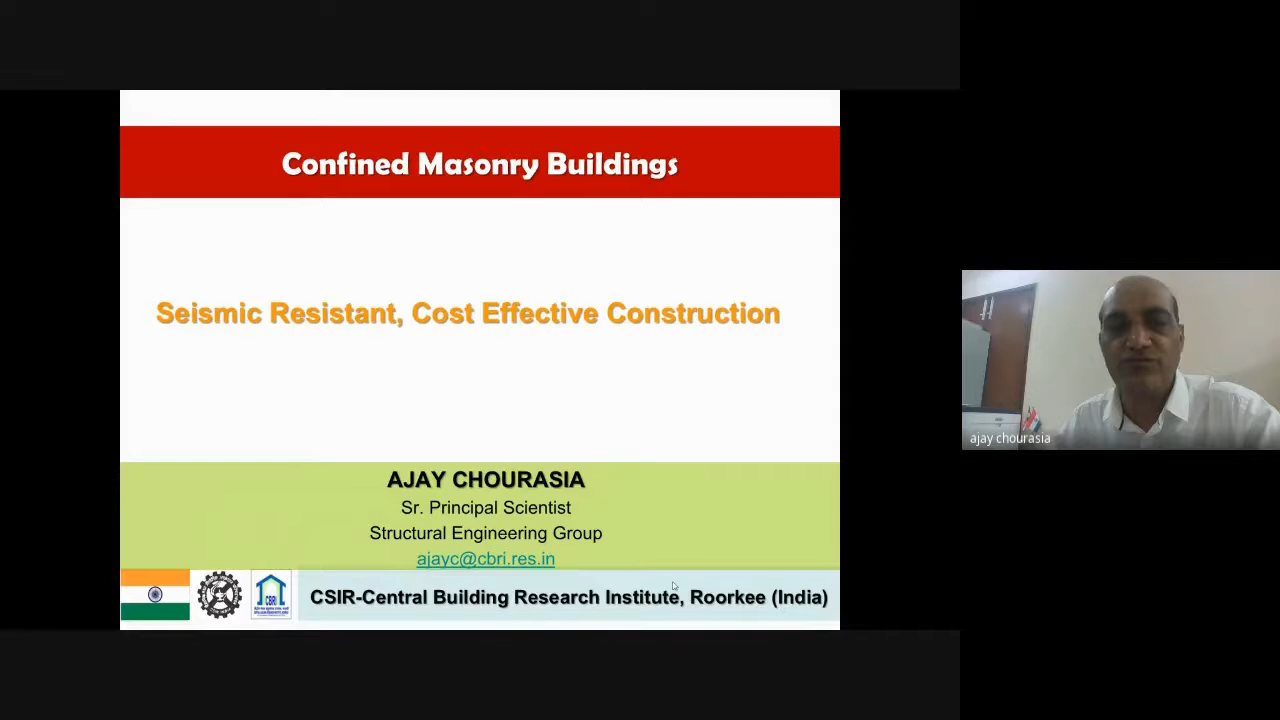 Confined Masonry Buildings
Seismic Resistant, Cost Effective Construction
AJAY CHOURASIA
Sr. Principal Scientist
Structural Engineering Group
ajayc@cbri.res.in
CBRI
CSIR-Central Building Research Institute, Roorkee (India)
ajay chourasia